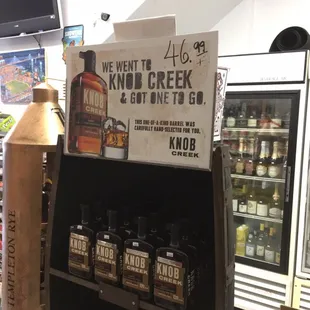 46.99
WE WENT TO
KNOB CREEK
& GOT ONE TO GO.
THIS ONE-OF-A-KIND BARREL WAS
CAREFULLY HAND-SELECTED FOR YOU.
KNOB
CREEK
KNOB
KNOB
CREEK
KNOB
CREEK
KNOB
CREEK
KNOB
CREEK
TEMPLETON RYE